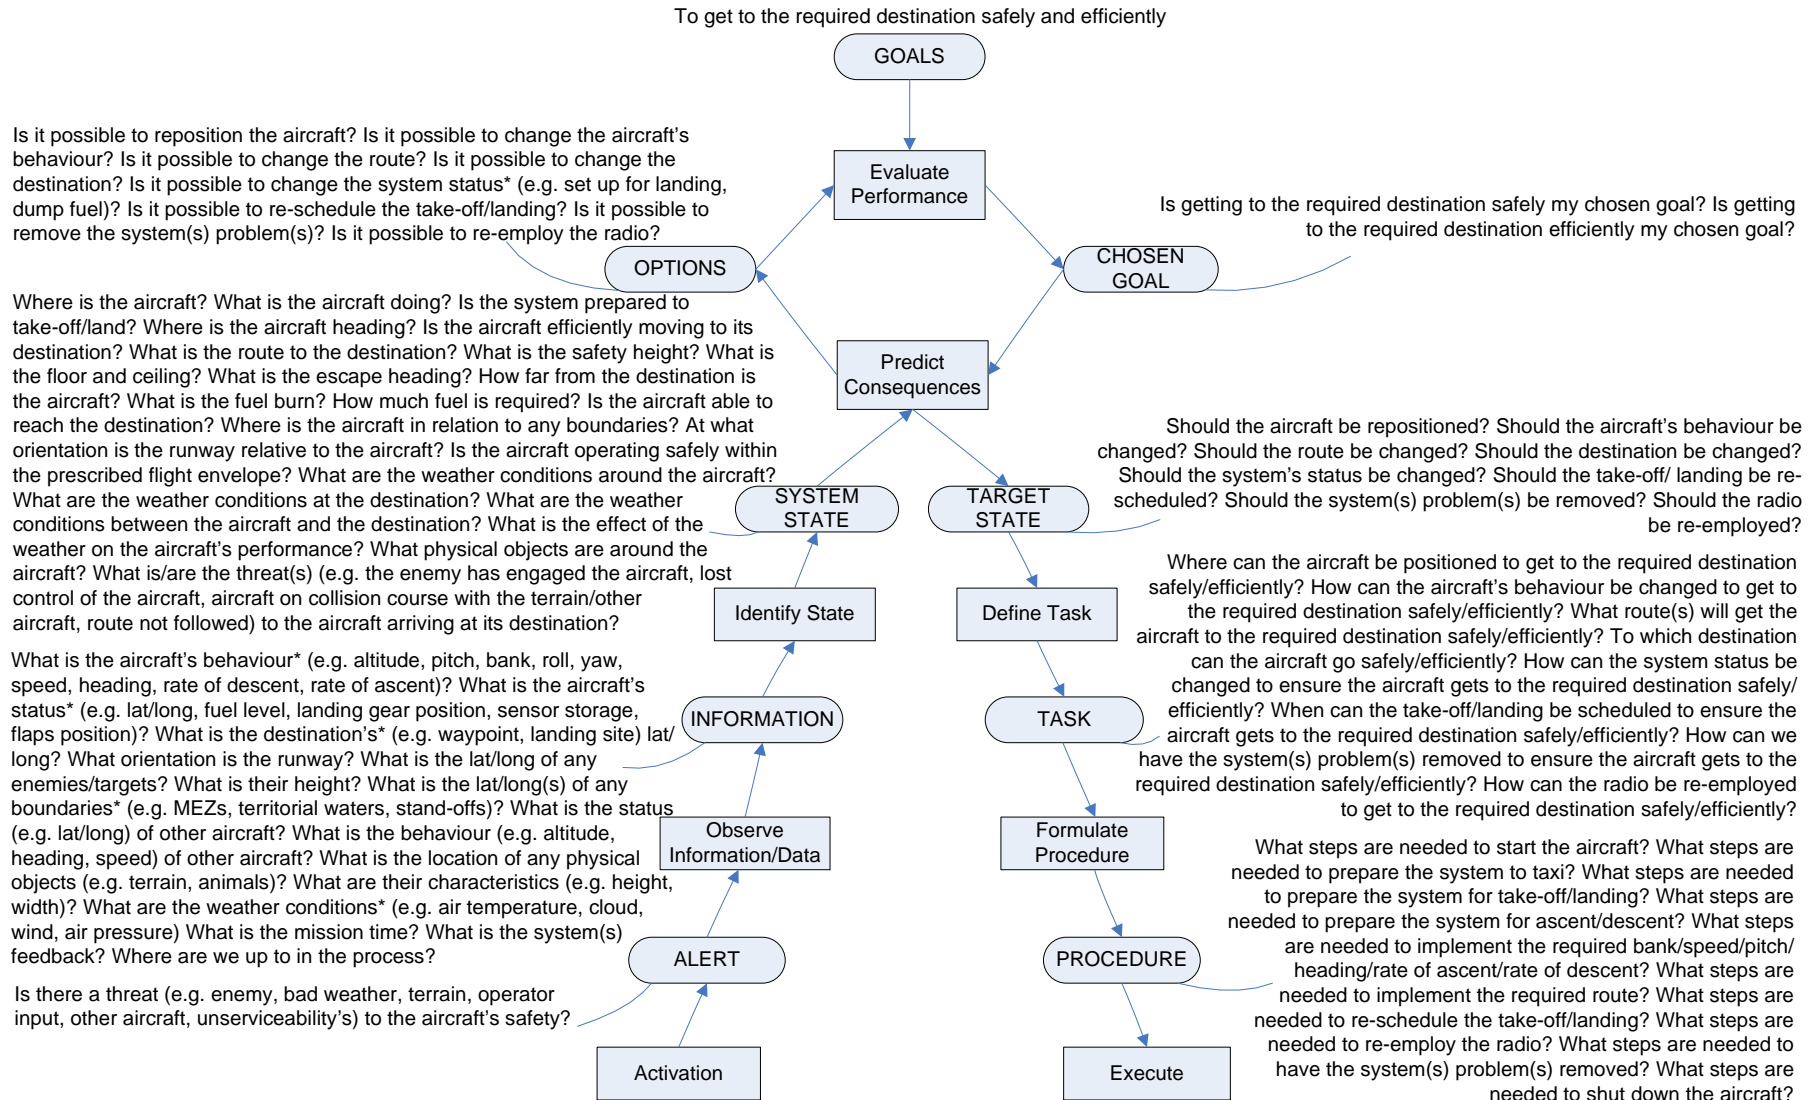 To get to the required destination safely and efficiently
GOALS
Evaluate
Performance
Is it possible to reposition the aircraft? Is it possible to change the aircraft's
behaviour? Is it possible to change the route? Is it possible to change the
destination? Is it possible to change the system status* (e.g. set up for landing,
dump fuel)? Is it possible to re-schedule the take-off/landing? Is it possible to
remove the system(s) problem(s)? Is it possible to re-employ the radio?
OPTIONS
Is getting to the required destination safely my chosen goal? Is getting
to the required destination efficiently my chosen goal?
CHOSEN
GOAL
Predict
Consequences
Where is the aircraft? What is the aircraft doing? Is the system prepared to
take-off/land? Where is the aircraft heading? Is the aircraft efficiently moving to its
destination? What is the route to the destination? What is the safety height? What is
the floor and ceiling? What is the escape heading? How far from the destination is
the aircraft? What is the fuel burn? How much fuel is required? Is the aircraft able to
reach the destination? Where is the aircraft in relation to any boundaries? At what
orientation is the runway relative to the aircraft? Is the aircraft operating safely within
the prescribed flight envelope? What are the weather conditions around the aircraft?
What are the weather conditions at the destination? What are the weather
conditions between the aircraft and the destination? What is the effect of the
weather on the aircraft's performance? What physical objects are around the
aircraft? What is/are the threat(s) (e.g. the enemy has engaged the aircraft, lost
control of the aircraft, aircraft on collision course with the terrain/other
aircraft, route not followed) to the aircraft arriving at its destination?
SYSTEM
STATE
TARGET
STATE
Should the aircraft be repositioned? Should the aircraft's behaviour be
changed? Should the route be changed? Should the destination be changed?
Should the system's status be changed? Should the take-off/ landing be re-
scheduled? Should the system(s) problem(s) be removed? Should the radio
be re-employed?
Identify State
Define Task
What is the aircraft's behaviour* (e.g. altitude, pitch, bank, roll, yaw,
speed, heading, rate of descent, rate of ascent)? What is the aircraft's
status* (e.g. lat/long, fuel level, landing gear position, sensor storage,
flaps position)? What is the destination's* (e.g. waypoint, landing site) lat/
long? What orientation is the runway? What is the lat/long of any
enemies/targets? What is their height? What is the lat/long(s) of any
boundaries* (e.g. MEZs, territorial waters, stand-offs)? What is the status
(e.g. lat/long) of other aircraft? What is the behaviour (e.g. altitude,
heading, speed) of other aircraft? What is the location of any physical
objects (e.g. terrain, animals)? What are their characteristics (e.g. height,
width)? What are the weather conditions* (e.g. air temperature, cloud,
wind, air pressure) What is the mission time? What is the system(s)
feedback? Where are we up to in the process?
INFORMATION
TASK
Where can the aircraft be positioned to get to the required destination
safely/efficiently? How can the aircraft's behaviour be changed to get to
the required destination safely/efficiently? What route(s) will get the
aircraft to the required destination safely/efficiently? To which destination
can the aircraft go safely/efficiently? How can the system status be
changed to ensure the aircraft gets to the required destination safely/
efficiently? When can the take-off/landing be scheduled to ensure the
aircraft gets to the required destination safely/efficiently? How can we
have the system(s) problem(s) removed to ensure the aircraft gets to the
required destination safely/efficiently? How can the radio be re-employed
to get to the required destination safely/efficiently?
Observe
Information/Data
Formulate
Procedure
ALERT
PROCEDURE
Is there a threat (e.g. enemy, bad weather, terrain, operator
input, other aircraft, unserviceability's) to the aircraft's safety?
What steps are needed to start the aircraft? What steps are
needed to prepare the system to taxi? What steps are needed
to prepare the system for take-off/landing? What steps are
needed to prepare the system for ascent/descent? What steps
are needed to implement the required bank/speed/pitch/
heading/rate of ascent/rate of descent? What steps are
needed to implement the required route? What steps are
needed to re-schedule the take-off/landing? What steps are
needed to re-employ the radio? What steps are needed to
have the system(s) problem(s) removed? What steps are
needed to shut down the aircraft?
Activation
Execute